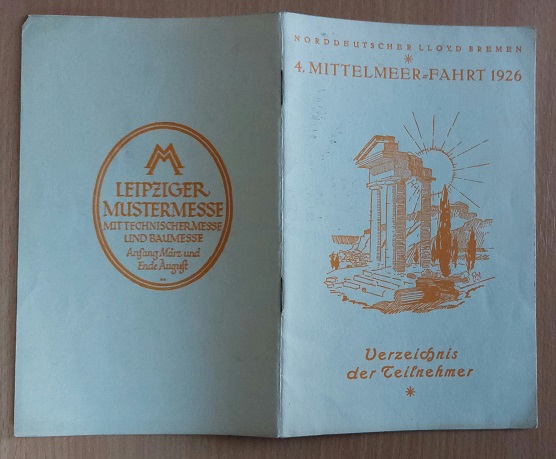 NORDDEUTSCHER LLOYD BREMEN
4. MITTELMEER=FAHRT 1926
Verzeichnis
der Teilnehmer
LEIPZIGER
MUSTERMESSE
MIT TECHNISCHER MESSE
UND BAUMESSE
Anfang März und
Ende August